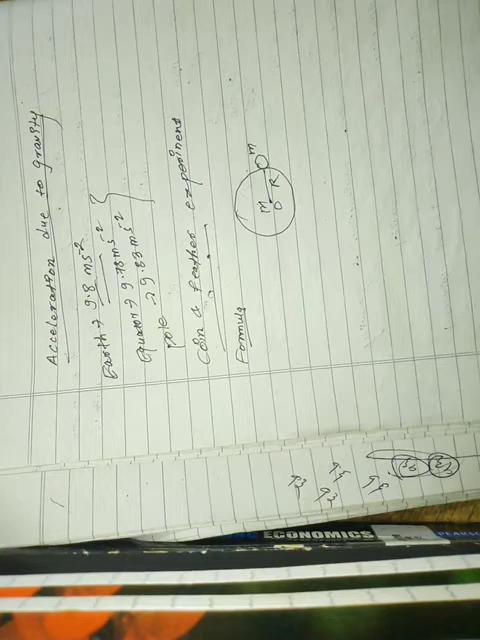 Acceleration due to gravity
Earth → 9.8 ms-2
Equator → 9.78 ms-2
pole → 9.83 ms-2
Coin & feather experiment
Formula
M
R
m
ECONOMICS
PEARSON